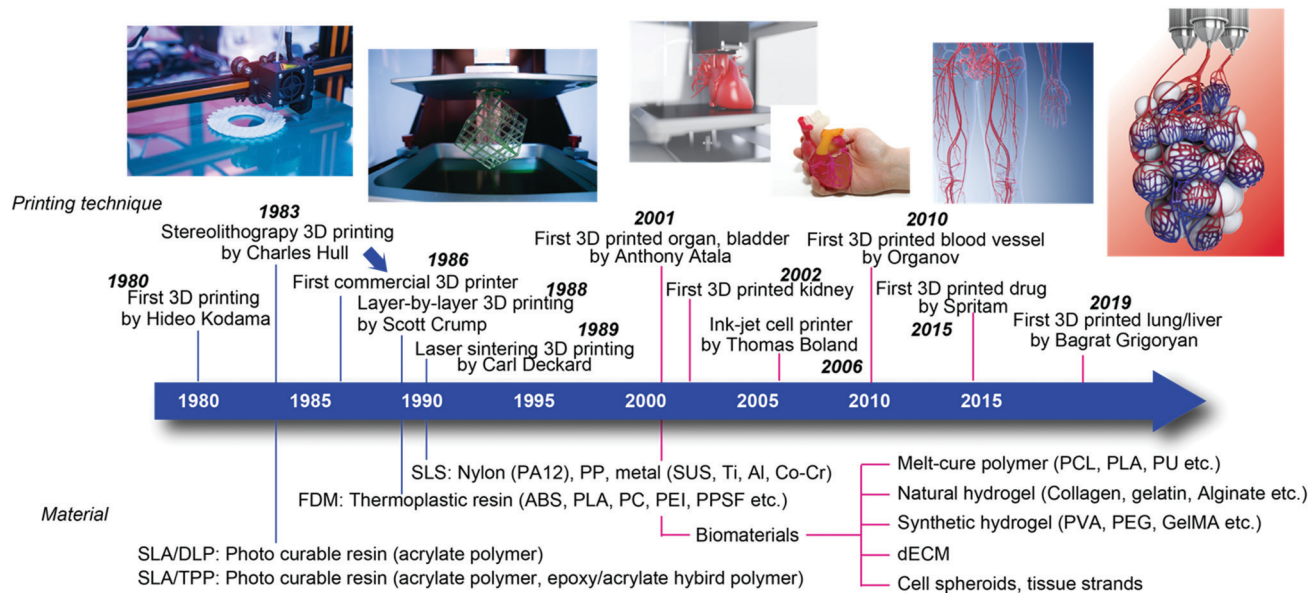 Printing technique
1980
First 3D printing
by Hideo Kodama
1983
Stereolithograpy 3D printing
by Charles Hull
1986
First commercial 3D printer
1988
Layer-by-layer 3D printing
by Scott Crump
1989
Laser sintering 3D printing
by Carl Deckard
2001
First 3D printed organ, bladder
by Anthony Atala
2002
First 3D printed kidney
Ink-jet cell printer
by Thomas Boland
2006
2010
First 3D printed blood vessel
by Organov
First 3D printed drug
by Spritam
2015
2019
First 3D printed lung/liver
by Bagrat Grigoryan
1980 1985 1990 1995 2000 2005 2010 2015
Material
SLS: Nylon (PA12), PP, metal (SUS, Ti, Al, Co-Cr)
FDM: Thermoplastic resin (ABS, PLA, PC, PEI, PPSF etc.)
SLA/DLP: Photo curable resin (acrylate polymer)
SLA/TPP: Photo curable resin (acrylate polymer, epoxy/acrylate hybird polymer)
Biomaterials
Melt-cure polymer (PCL, PLA, PU etc.)
Natural hydrogel (Collagen, gelatin, Alginate etc.)
Synthetic hydrogel (PVA, PEG, GelMA etc.)
dECM
Cell spheroids, tissue strands